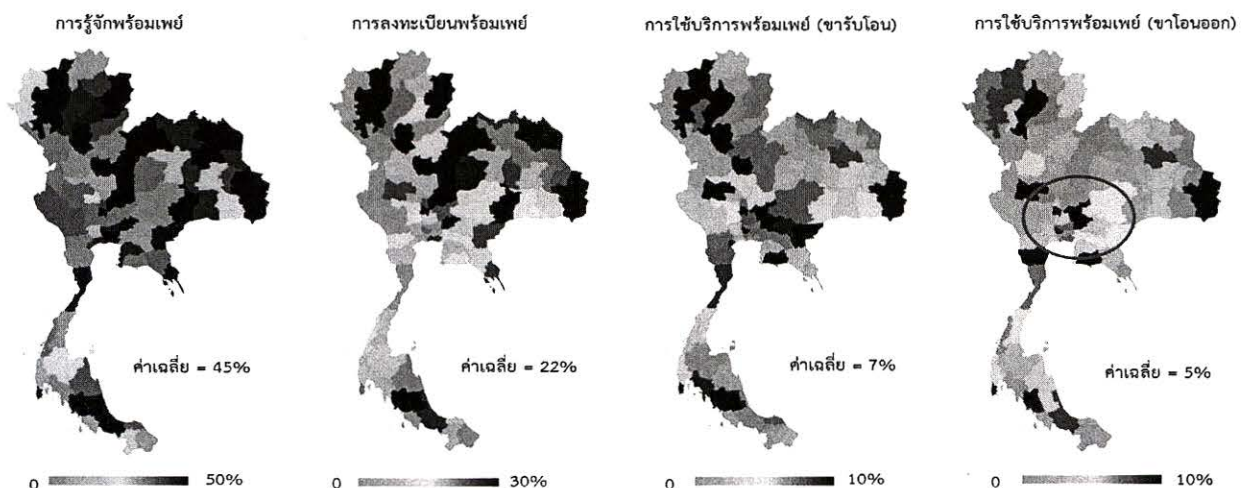 การรู้จักพร้อมเพย์
การลงทะเบียนพร้อมเพย์
การใช้บริการพร้อมเพย์ (ขารับโอน)
การใช้บริการพร้อมเพย์ (ขาโอนออก)
ค่าเฉลี่ย = 45%
ค่าเฉลี่ย = 22%
ค่าเฉลี่ย = 7%
ค่าเฉลี่ย = 5%
0 50%
0 30%
0 10%
0 10%